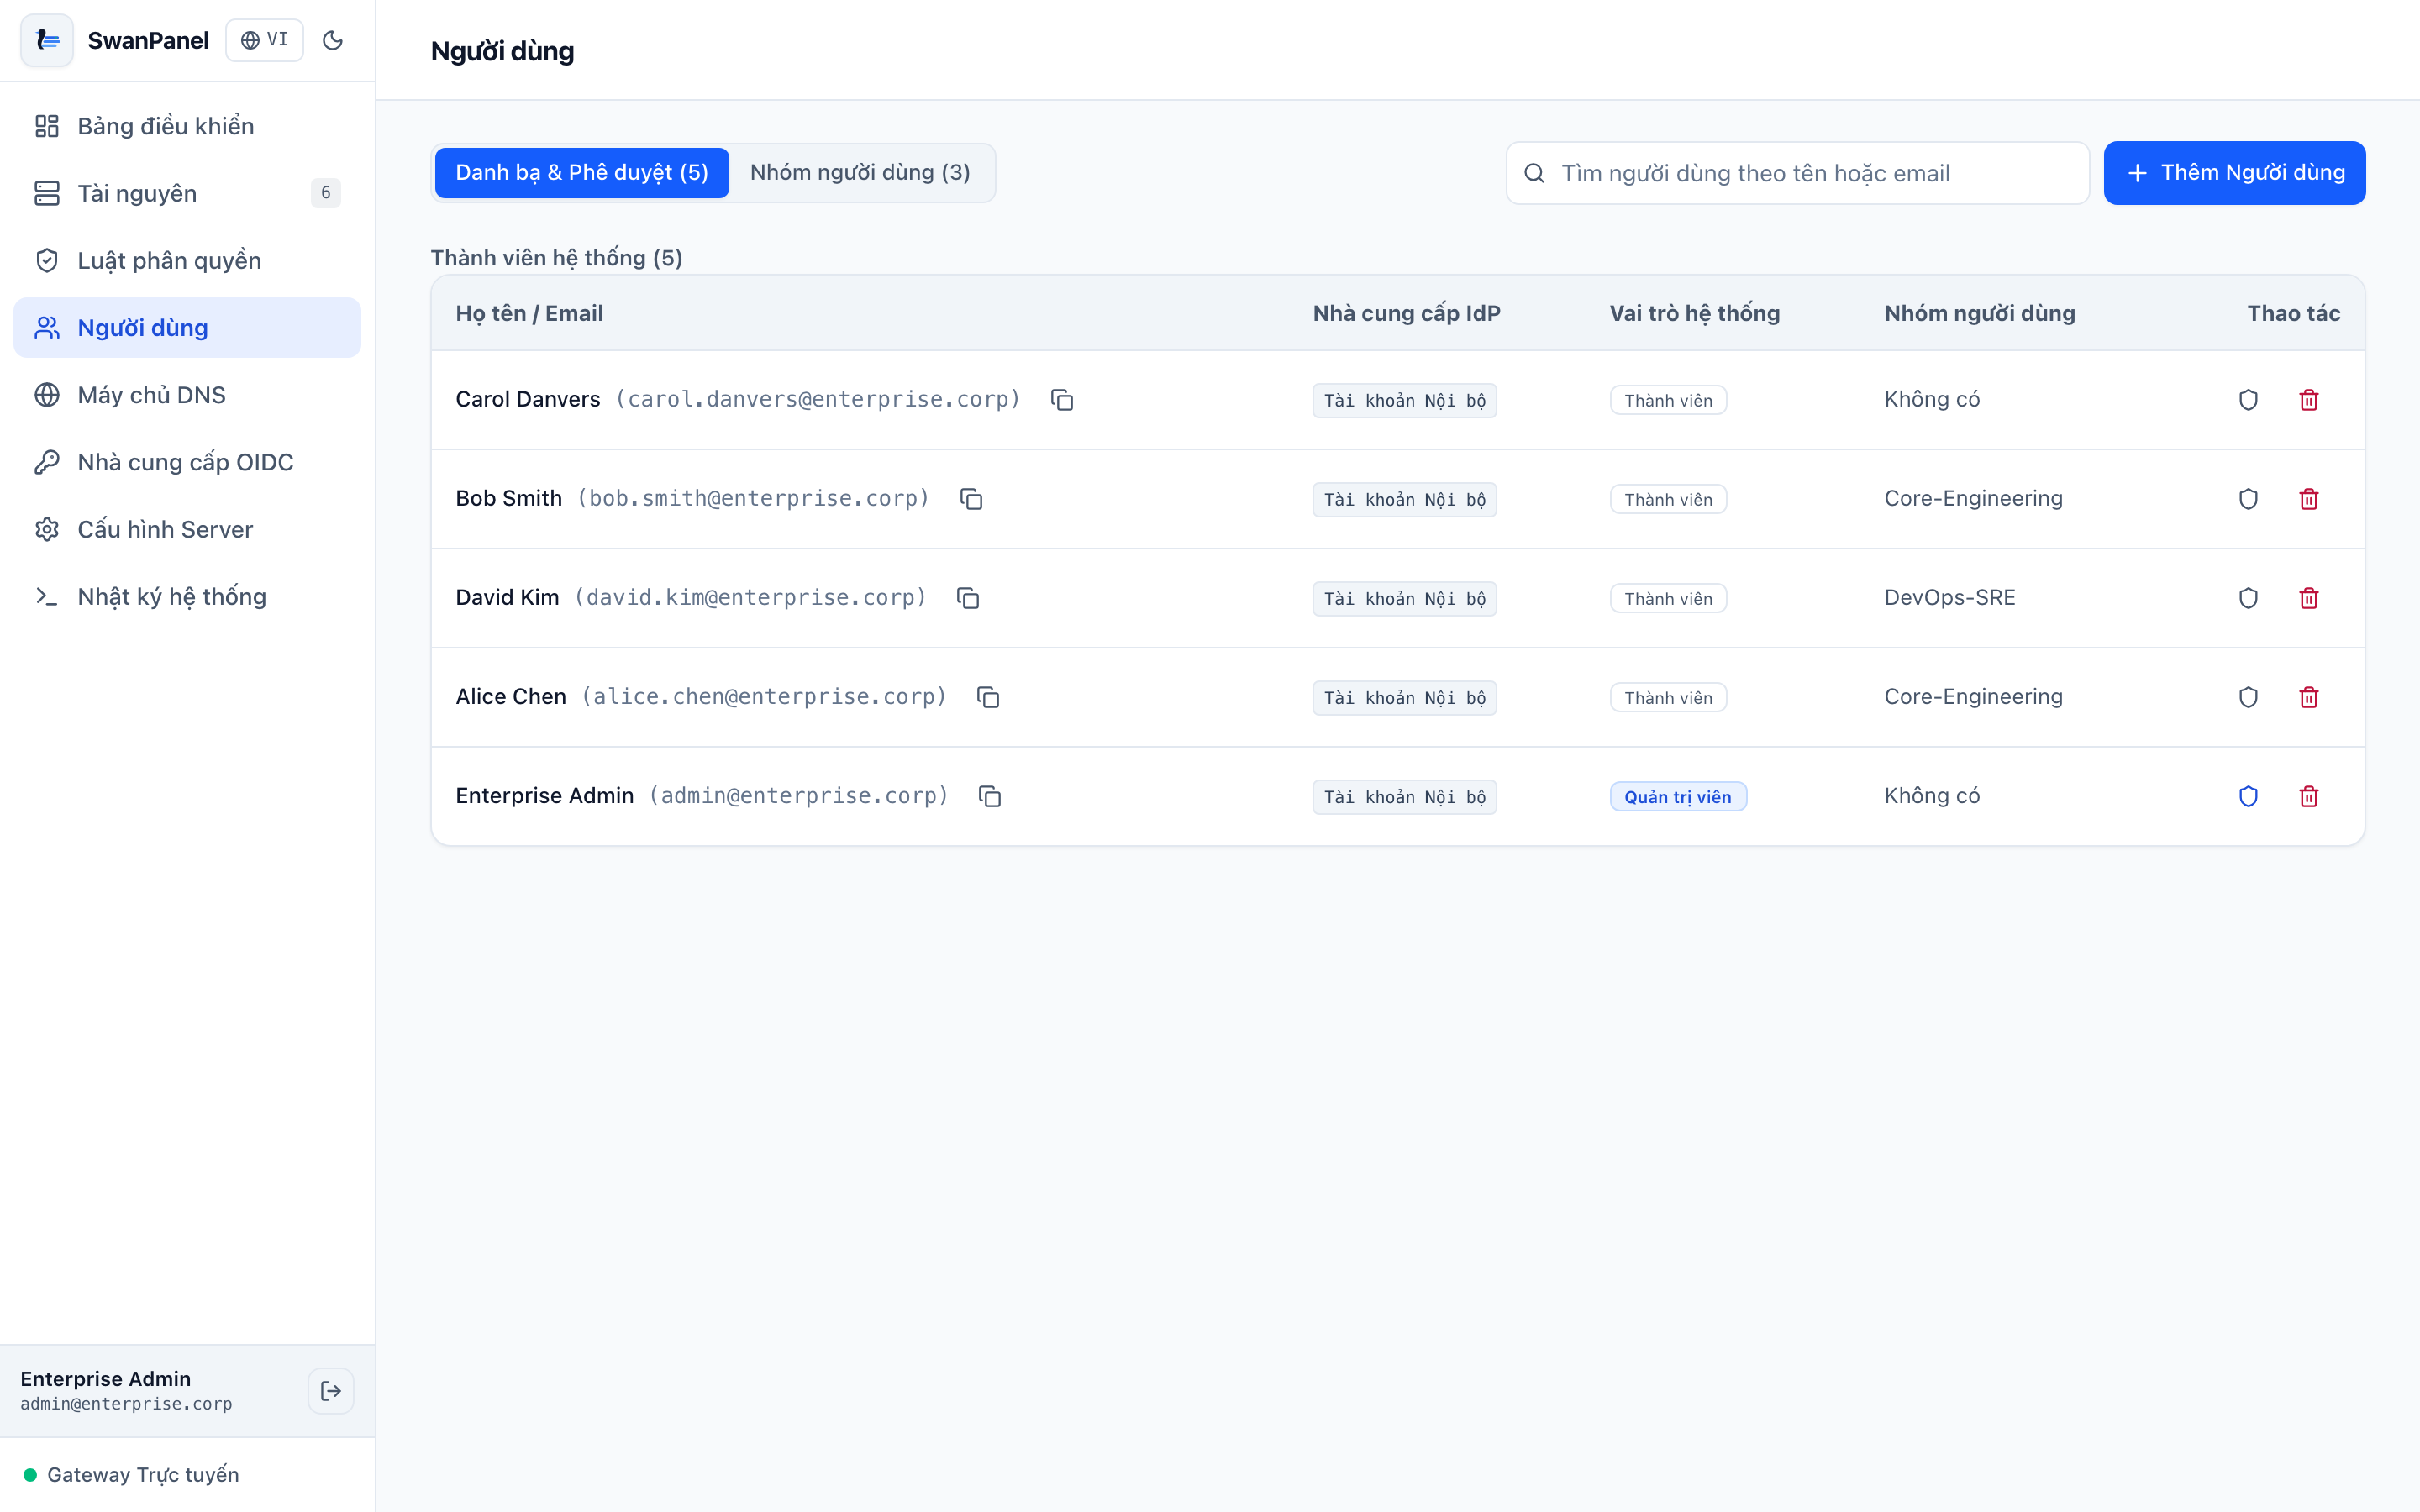 SwanPanel
VI
Bảng điều khiển
Tài nguyên
6
Luật phân quyền
Người dùng
Máy chủ DNS
Nhà cung cấp OIDC
Cấu hình Server
Nhật ký hệ thống
Enterprise Admin
admin@enterprise.corp
Gateway Trực tuyến
Người dùng
Danh bạ & Phê duyệt (5)
Nhóm người dùng (3)
Tìm người dùng theo tên hoặc email
Thêm Người dùng
Thành viên hệ thống (5)
Họ tên / Email Nhà cung cấp IdP Vai trò hệ thống Nhóm người dùng Thao tác
Carol Danvers (carol.danvers@enterprise.corp) Tài khoản Nội bộ Thành viên Không có
Bob Smith (bob.smith@enterprise.corp) Tài khoản Nội bộ Thành viên Core-Engineering
David Kim (david.kim@enterprise.corp) Tài khoản Nội bộ Thành viên DevOps-SRE
Alice Chen (alice.chen@enterprise.corp) Tài khoản Nội bộ Thành viên Core-Engineering
Enterprise Admin (admin@enterprise.corp) Tài khoản Nội bộ Quản trị viên Không có